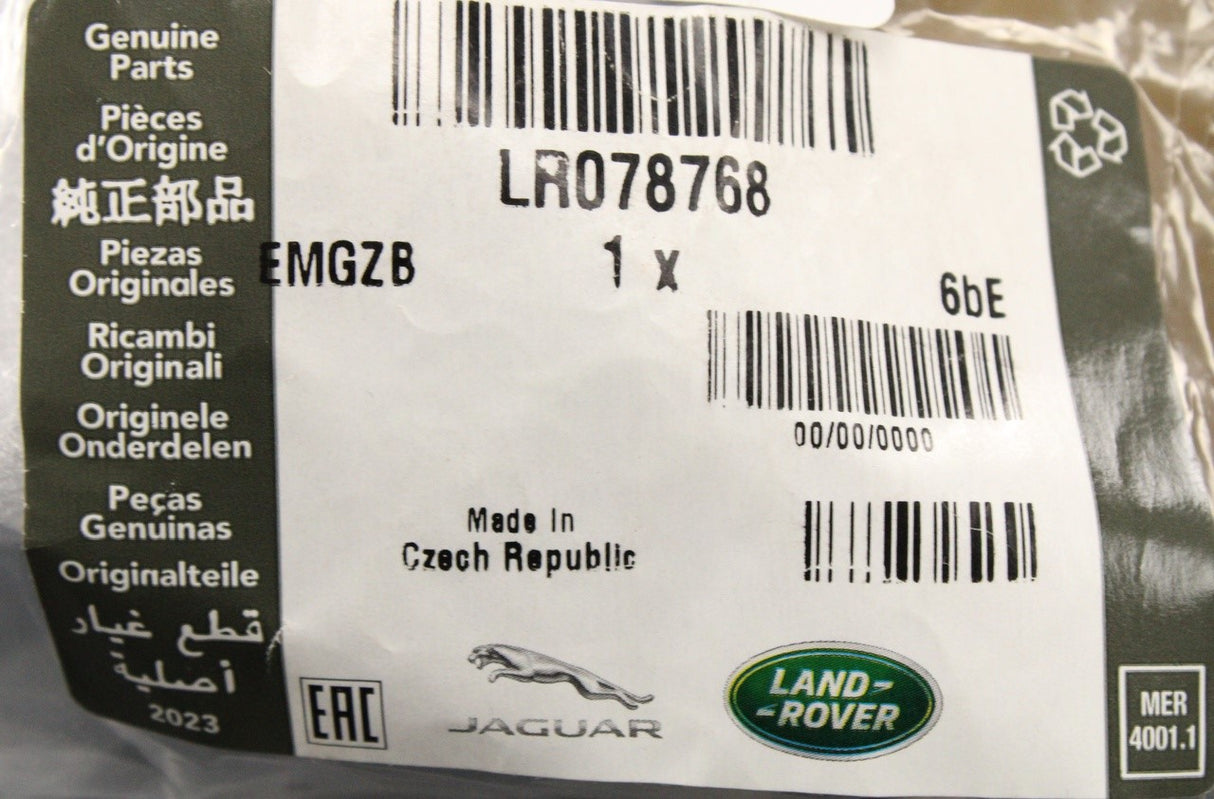 Genuine
Parts
Pièces
d'Origine
純正部品
Piezas
Originales
Ricambi
Originali
Originele
Onderdelen
Peças
Genuinas
Originalteile
قطع غيار
أصلية
2023
LR078768
EMGZB
1 x
6bE
00/00/0000
Made In
Czech Republic
EAC
JAGUAR
LAND-
-ROVER
MER
4001.1